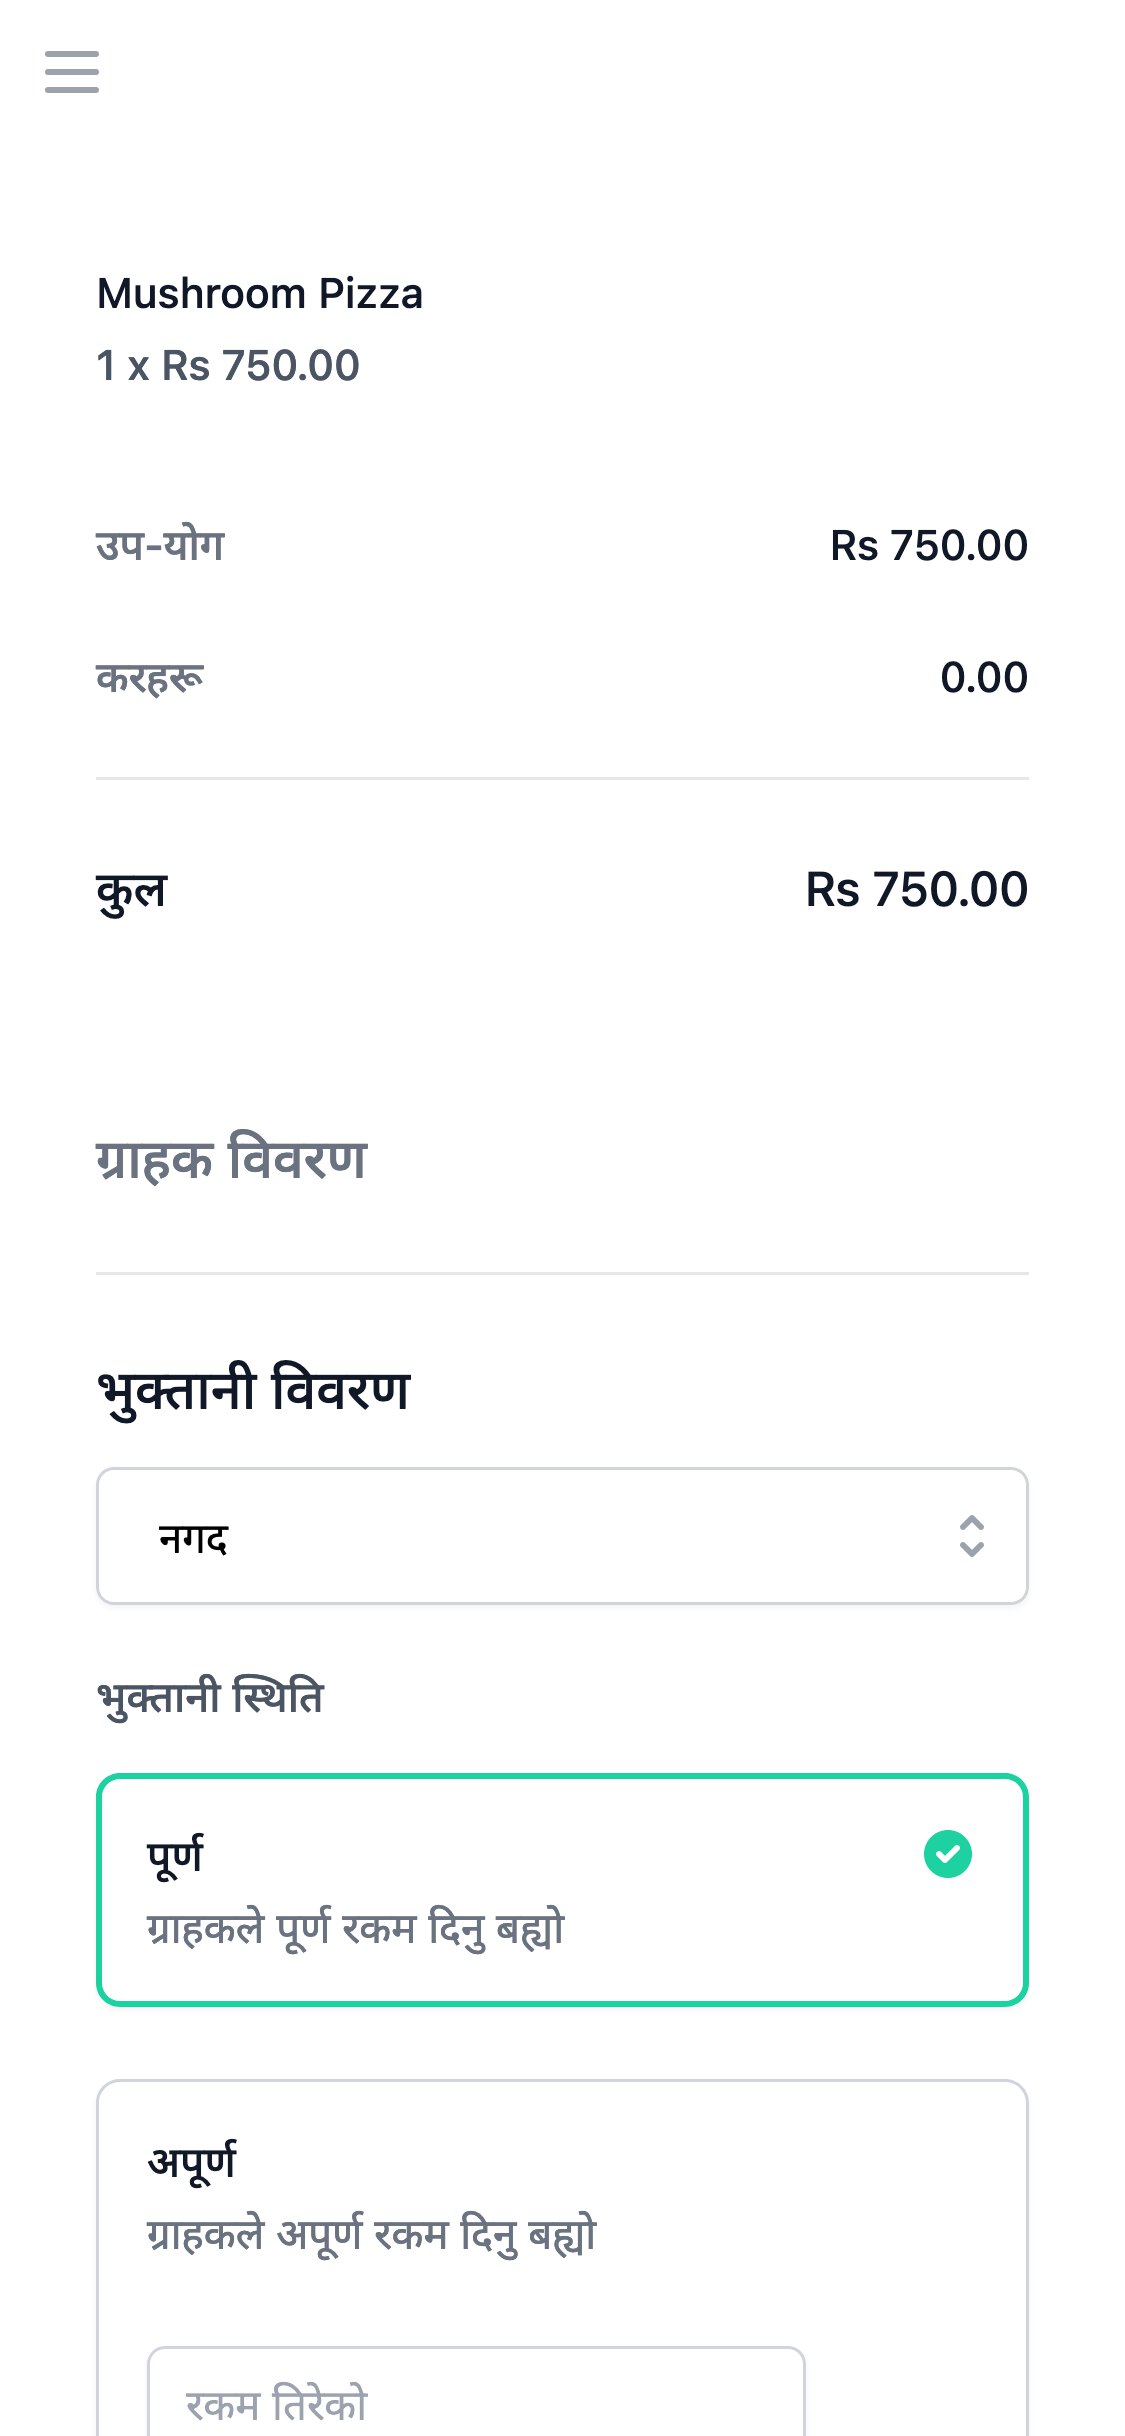 Mushroom Pizza
1 x Rs 750.00
उप-योग Rs 750.00
करहरू 0.00
कुल Rs 750.00
ग्राहक विवरण
भुक्तानी विवरण
नगद
भुक्तानी स्थिति
पूर्ण
ग्राहकले पूर्ण रकम दिनु बह्यो
अपूर्ण
ग्राहकले अपूर्ण रकम दिनु बह्यो
रकम तिरेको